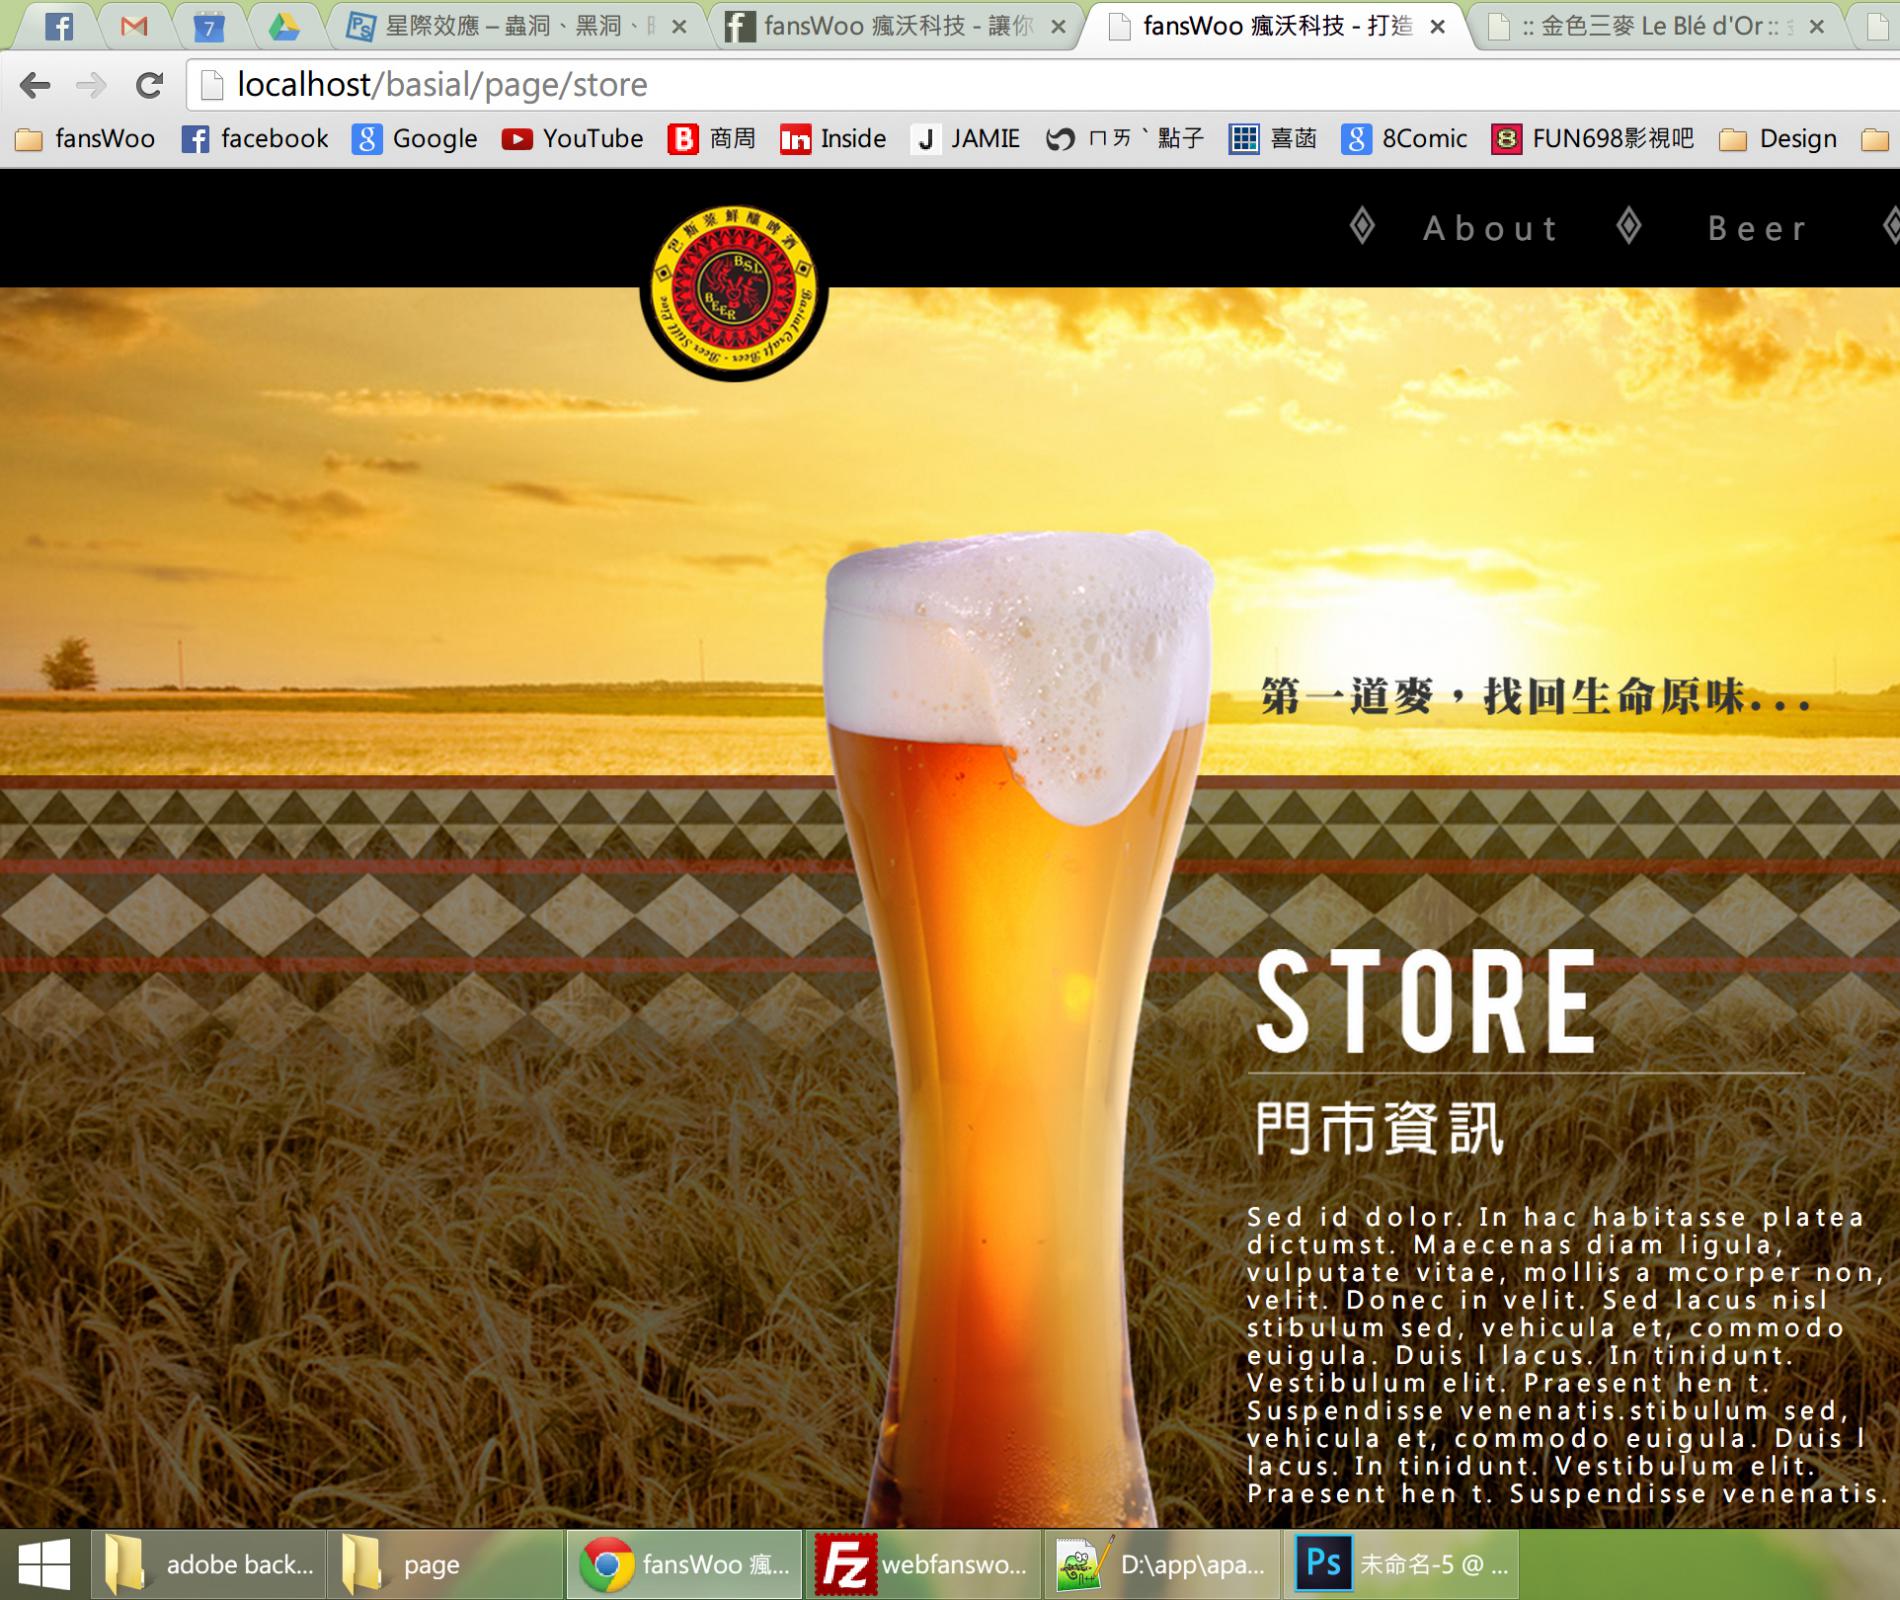 7
星際效應 – 蟲洞、黑洞、
fansWoo 瘋沃科技 - 讓你
fansWoo 瘋沃科技 - 打造
:: 金色三麥 Le Blé d'Or ::
localhost/basial/page/store
fansWoo
facebook
Google
YouTube
商周
Inside
JAMIE
ㄇㄞˋ點子
喜菡
8Comic
FUN698影視吧
Design
About
Beer
巴斯萊鮮釀啤酒
B.S.L
BEER
Basial Craft Beer - Beer Still Live
第一道麥，找回生命原味...
STORE
門市資訊
Sed id dolor. In hac habitasse platea
dictumst. Maecenas diam ligula,
vulputate vitae, mollis a mcorper non,
velit. Donec in velit. Sed lacus nisl
stibulum sed, vehicula et, commodo
euigula. Duis l lacus. In tinidunt.
Vestibulum elit. Praesent hen t.
Suspendisse venenatis.stibulum sed,
vehicula et, commodo euigula. Duis l
lacus. In tinidunt. Vestibulum elit.
Praesent hen t. Suspendisse venenatis.
adobe back...
page
fansWoo 瘋...
webfanswo...
D:\app\apa...
Ps
未命名-5 @ ...